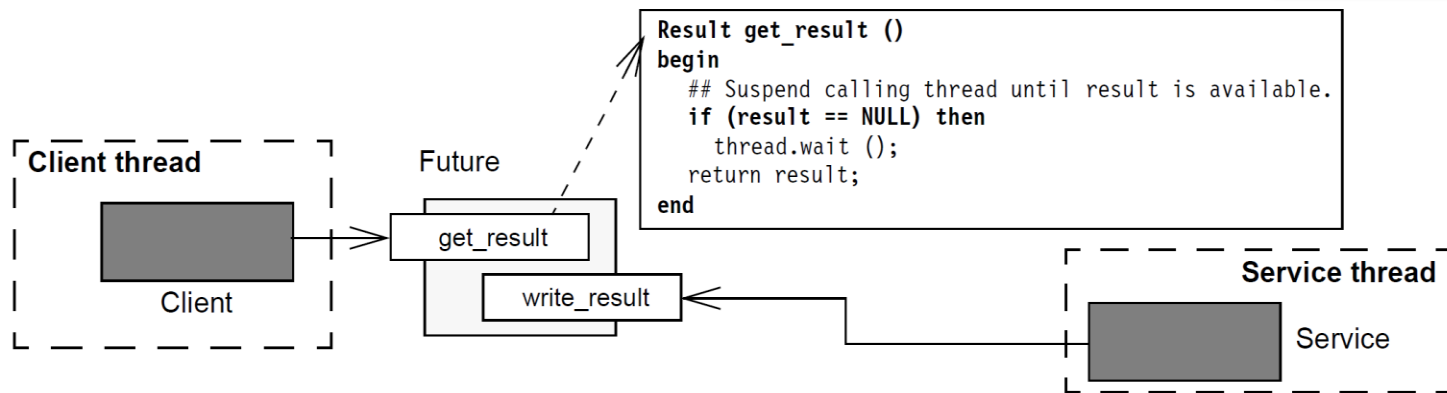 Result get_result ()
begin
## Suspend calling thread until result is available.
if (result == NULL) then
thread.wait ();
return result;
end
Client thread
Future
get_result
Client
write_result
Service thread
Service